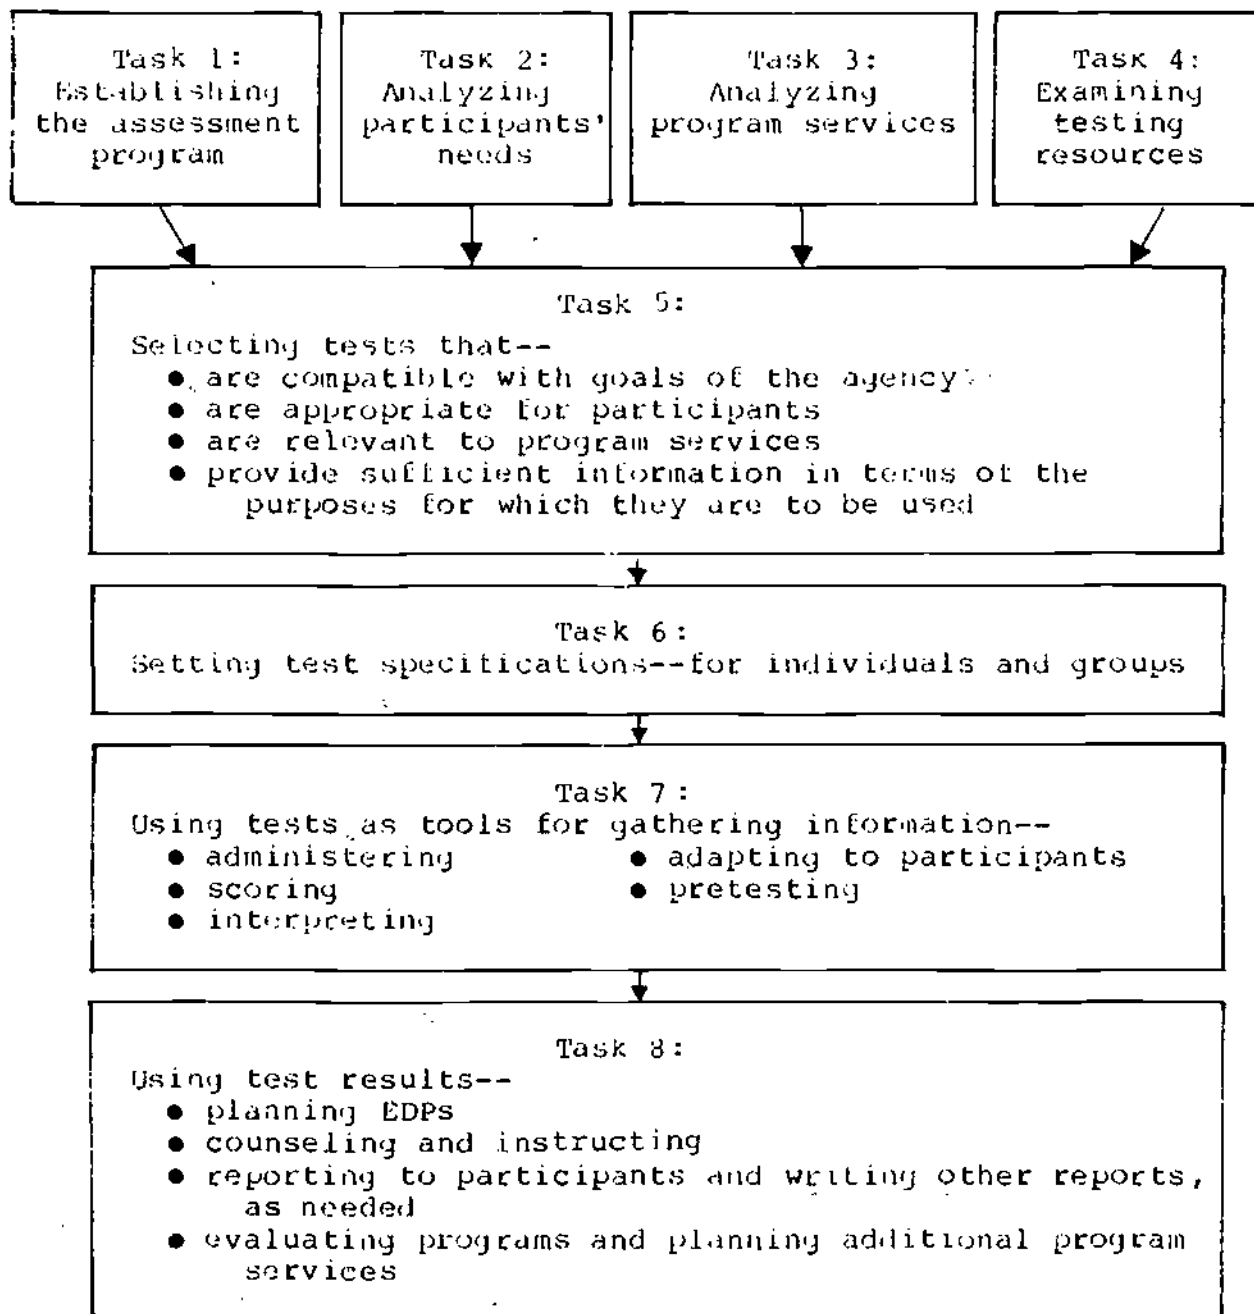 Task 1:
Establishing
the assessment
program
Task 2:
Analyzing
participants'
needs
Task 3:
Analyzing
program services
Task 4:
Examining
testing
resources
Task 5:
Selecting tests that--
● are compatible with goals of the agency
● are appropriate for participants
● are relevant to program services
● provide sufficient information in terms of the
purposes for which they are to be used
Task 6:
Setting test specifications--for individuals and groups
Task 7:
Using tests as tools for gathering information--
● administering ● adapting to participants
● scoring ● pretesting
● interpreting
Task 8:
Using test results--
● planning EDPs
● counseling and instructing
● reporting to participants and writing other reports,
as needed
● evaluating programs and planning additional program
services